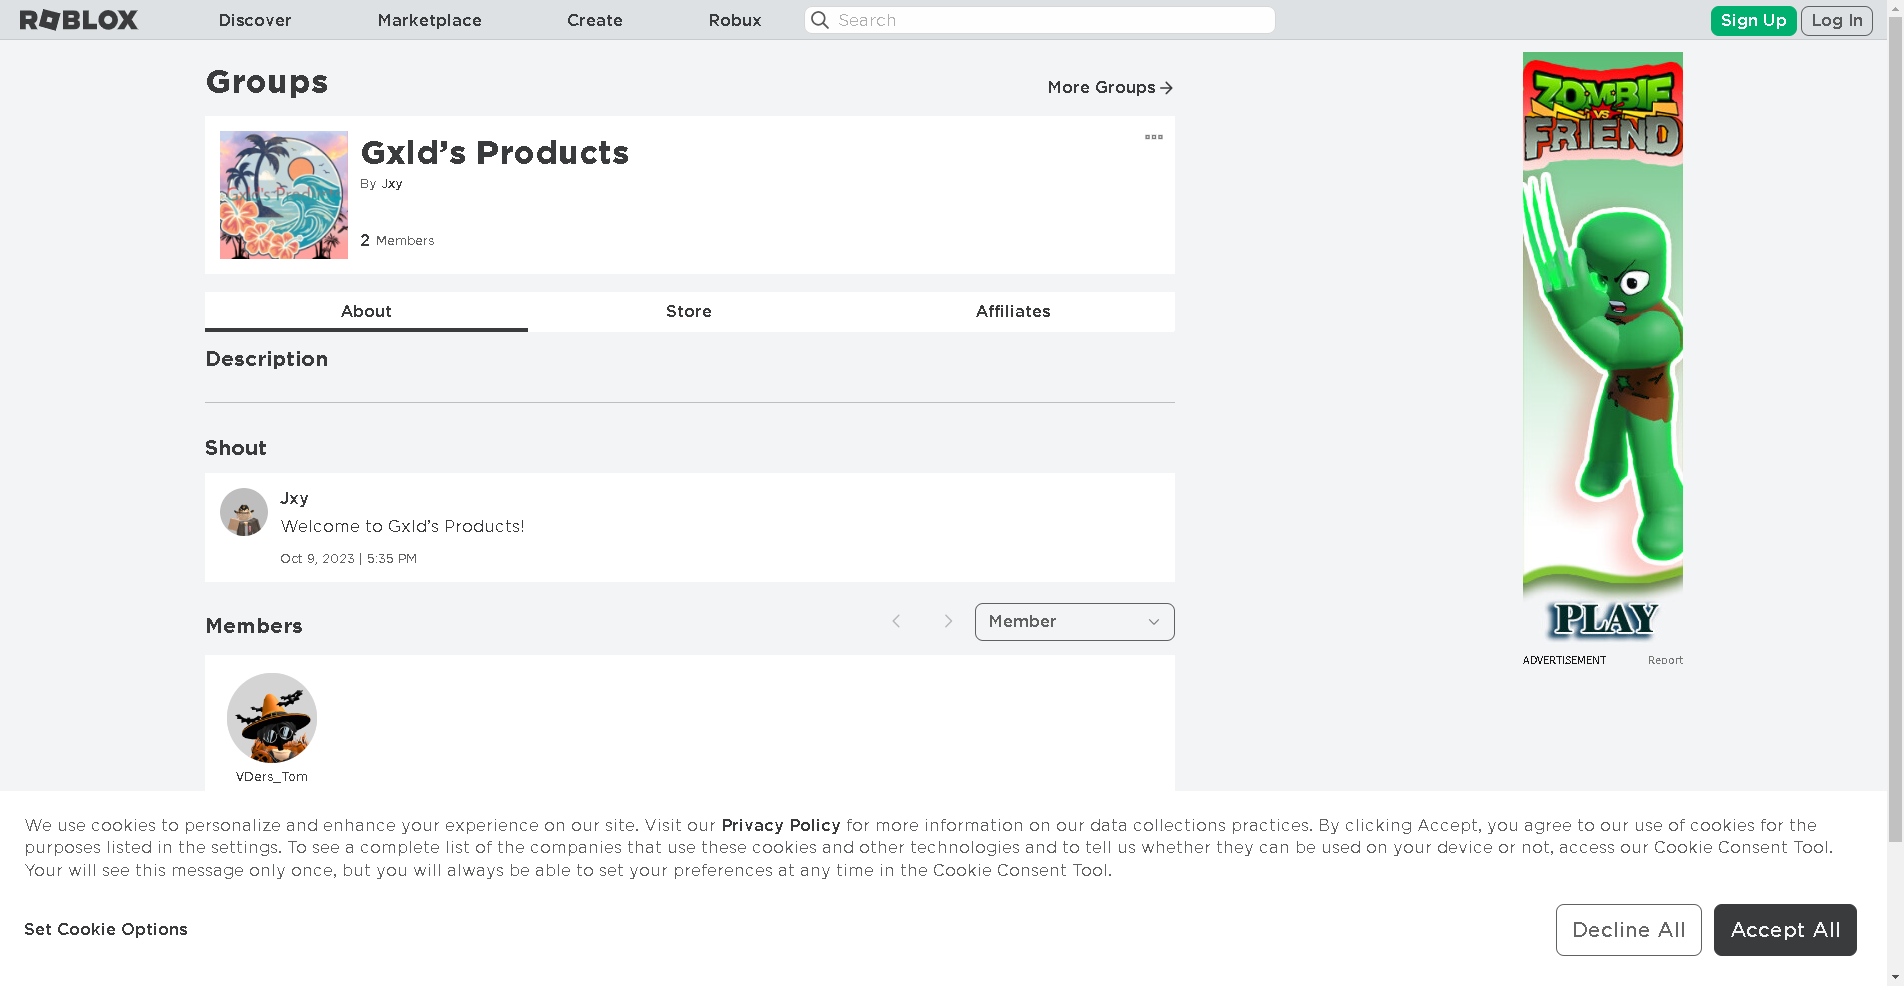 ROBLOX
Discover
Marketplace
Create
Robux
Search
Sign Up
Log In
Groups
More Groups
Gxld's Products
Gxld’s Products
By Jxy
2 Members
About
Store
Affiliates
Description
Shout
Jxy
Welcome to Gxld’s Products!
Oct 9, 2023 | 5:35 PM
Members
Member
VDers_Tom
ZOMBIE
VS
FRIEND
PLAY
ADVERTISEMENT
Report
We use cookies to personalize and enhance your experience on our site. Visit our Privacy Policy for more information on our data collections practices. By clicking Accept, you agree to our use of cookies for the
purposes listed in the settings. To see a complete list of the companies that use these cookies and other technologies and to tell us whether they can be used on your device or not, access our Cookie Consent Tool.
Your will see this message only once, but you will always be able to set your preferences at any time in the Cookie Consent Tool.
Set Cookie Options
Decline All
Accept All